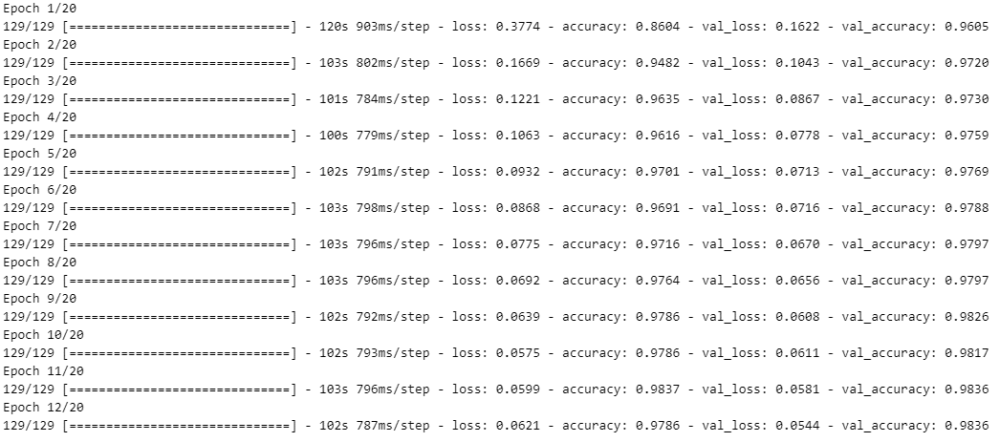 Epoch 1/20
129/129 [==============================] - 120s 903ms/step - loss: 0.3774 - accuracy: 0.8604 - val_loss: 0.1622 - val_accuracy: 0.9605
Epoch 2/20
129/129 [==============================] - 103s 802ms/step - loss: 0.1669 - accuracy: 0.9482 - val_loss: 0.1043 - val_accuracy: 0.9720
Epoch 3/20
129/129 [==============================] - 101s 784ms/step - loss: 0.1221 - accuracy: 0.9635 - val_loss: 0.0867 - val_accuracy: 0.9730
Epoch 4/20
129/129 [==============================] - 100s 779ms/step - loss: 0.1063 - accuracy: 0.9616 - val_loss: 0.0778 - val_accuracy: 0.9759
Epoch 5/20
129/129 [==============================] - 102s 791ms/step - loss: 0.0932 - accuracy: 0.9701 - val_loss: 0.0713 - val_accuracy: 0.9769
Epoch 6/20
129/129 [==============================] - 103s 798ms/step - loss: 0.0868 - accuracy: 0.9691 - val_loss: 0.0716 - val_accuracy: 0.9788
Epoch 7/20
129/129 [==============================] - 103s 796ms/step - loss: 0.0775 - accuracy: 0.9716 - val_loss: 0.0670 - val_accuracy: 0.9797
Epoch 8/20
129/129 [==============================] - 103s 796ms/step - loss: 0.0692 - accuracy: 0.9764 - val_loss: 0.0656 - val_accuracy: 0.9797
Epoch 9/20
129/129 [==============================] - 102s 792ms/step - loss: 0.0639 - accuracy: 0.9786 - val_loss: 0.0608 - val_accuracy: 0.9826
Epoch 10/20
129/129 [==============================] - 102s 793ms/step - loss: 0.0575 - accuracy: 0.9786 - val_loss: 0.0611 - val_accuracy: 0.9817
Epoch 11/20
129/129 [==============================] - 103s 796ms/step - loss: 0.0599 - accuracy: 0.9837 - val_loss: 0.0581 - val_accuracy: 0.9836
Epoch 12/20
129/129 [==============================] - 102s 787ms/step - loss: 0.0621 - accuracy: 0.9786 - val_loss: 0.0544 - val_accuracy: 0.9836